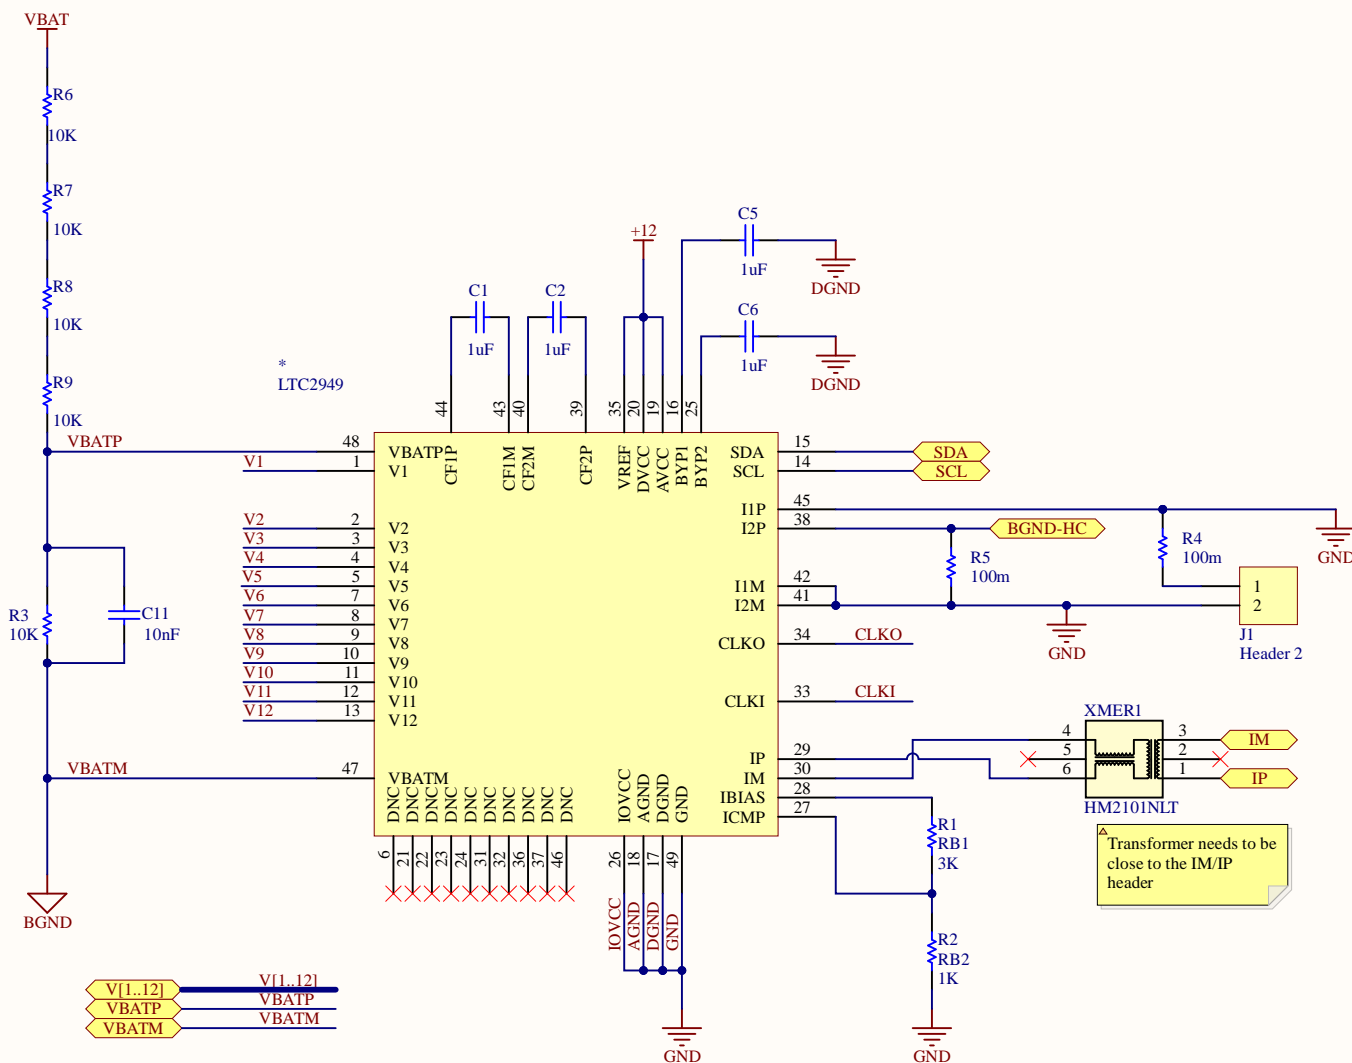 VBAT
R6
10K
R7
10K
R8
10K
R9
10K
VBATP
V1
V2
V3
V4
V5
V6
V7
V8
V9
V10
V11
V12
VBATM
R3
10K
C11
10nF
BGND
V[1..12] V[1..12]
VBATP VBATP
VBATM VBATM
*
LTC2949
C1
1uF
C2
1uF
+12
C5
1uF
DGND
C6
1uF
DGND
44 43 40 39 35 20 19 16 25
CF1P CF1M CF2M CF2P VREF DVCC AVCC BYP1 BYP2
48 VBATP
1 V1
2 V2
3 V3
4 V4
5 V5
7 V6
8 V7
9 V8
10 V9
11 V10
12 V11
13 V12
47 VBATM
DNC DNC DNC DNC DNC DNC DNC DNC DNC DNC
6 21 22 23 24 31 32 36 37 46
IOVCC AGND DGND GND
26 18 17 49
IOVCC AGND DGND GND
GND
SDA 15 SDA
SCL 14 SCL
I1P 45
I2P 38 BGND-HC
I1M 42
I2M 41
CLKO 34 CLKO
CLKI 33 CLKI
IP 29
IM 30
IBIAS 28
ICMP 27
R5
100m
R4
100m
GND
GND
1
2
J1
Header 2
XMER1
4 3 IM
5 2
6 1 IP
HM2101NLT
Transformer needs to be
close to the IM/IP
header
R1
RB1
3K
R2
RB2
1K
GND